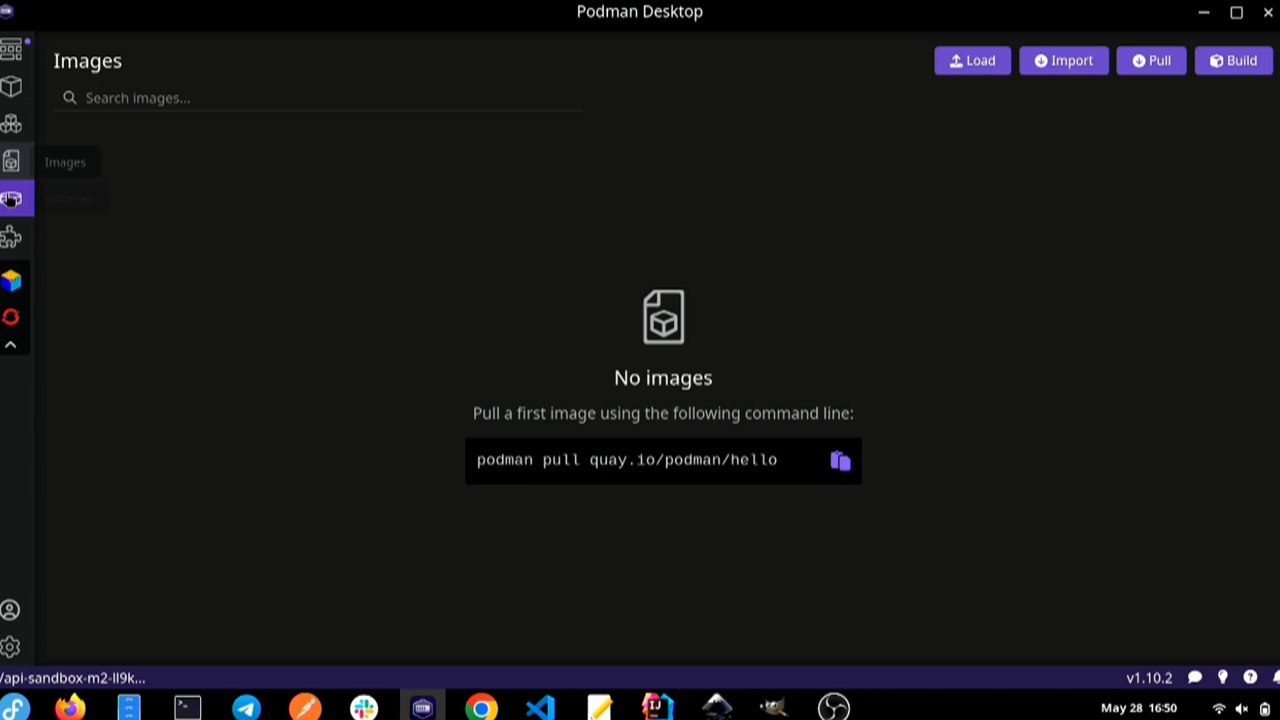 Podman Desktop
Images
Load
Import
Pull
Build
Search images...
Images
No images
Pull a first image using the following command line:
podman pull quay.io/podman/hello
/api-sandbox-m2-ll9k...
v1.10.2
May 28 16:50